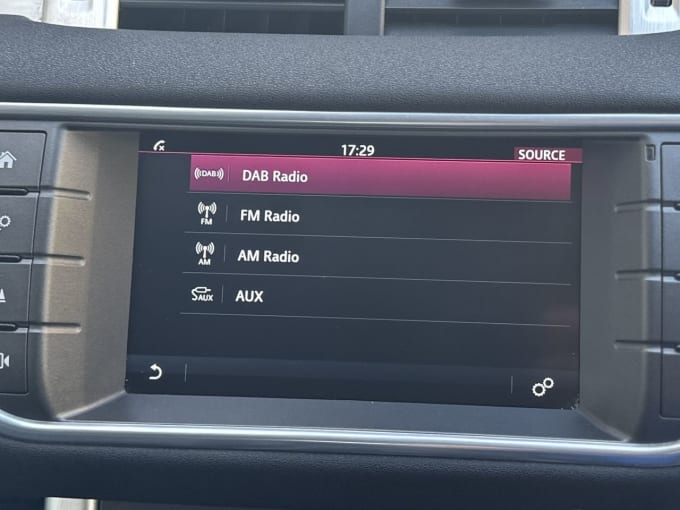 17:29
SOURCE
DAB DAB Radio
FM FM Radio
AM AM Radio
AUX AUX